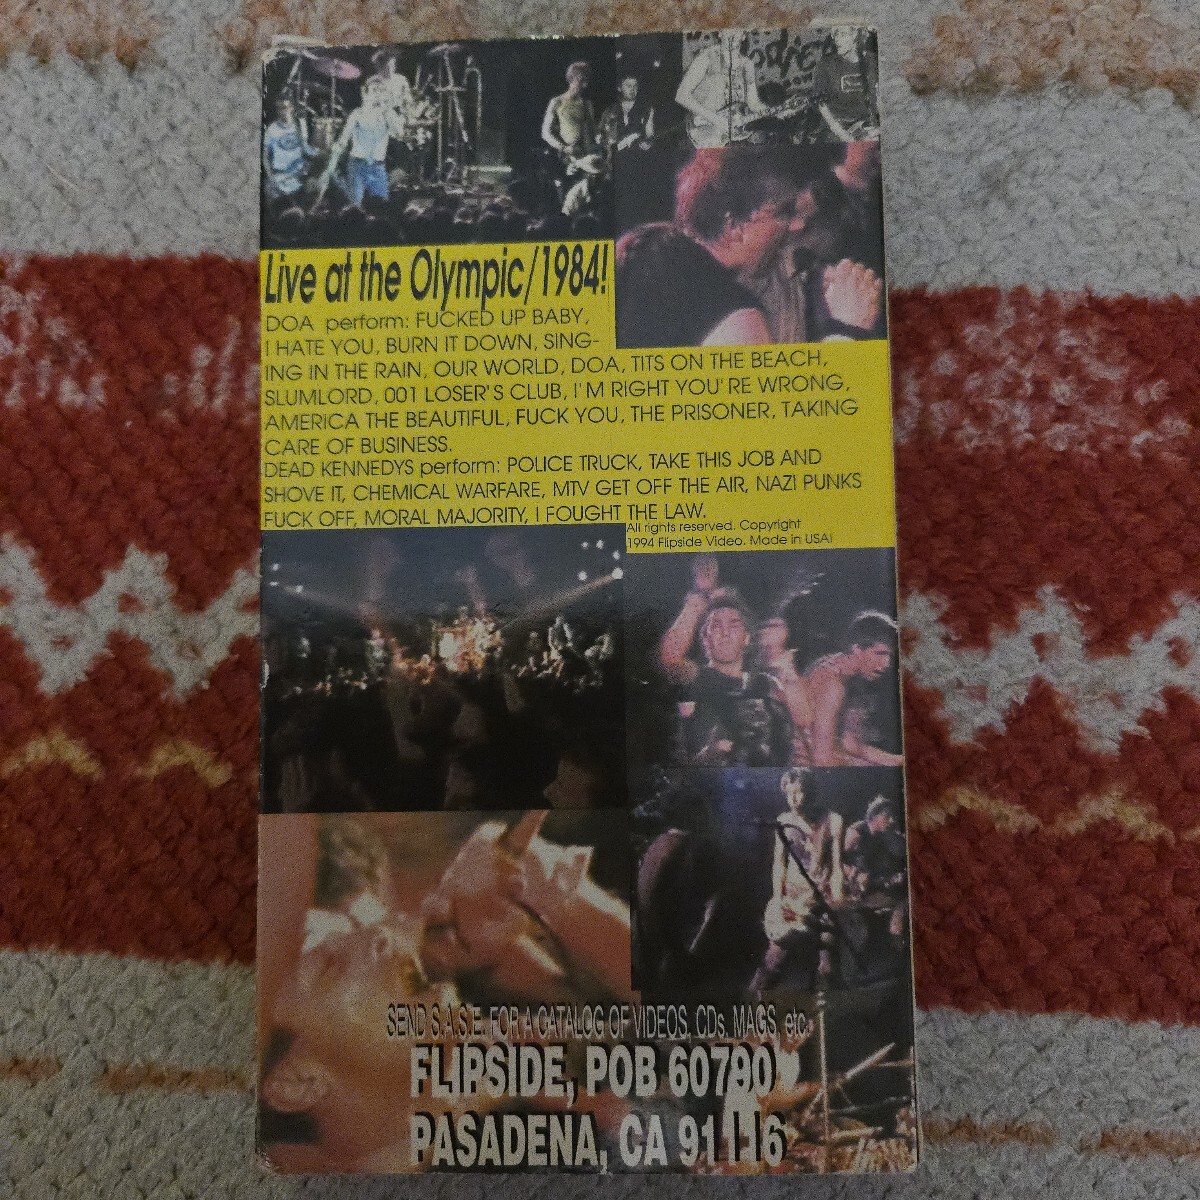 Live at the Olympic/1984!
DOA perform: FUCKED UP BABY,
I HATE YOU, BURN IT DOWN, SING-
ING IN THE RAIN, OUR WORLD, DOA, TITS ON THE BEACH,
SLUMLORD, 001 LOSER'S CLUB, I'M RIGHT YOU'RE WRONG,
AMERICA THE BEAUTIFUL, FUCK YOU, THE PRISONER, TAKING
CARE OF BUSINESS.
DEAD KENNEDYS perform: POLICE TRUCK, TAKE THIS JOB AND
SHOVE IT, CHEMICAL WARFARE, MTV GET OFF THE AIR, NAZI PUNKS
FUCK OFF, MORAL MAJORITY, I FOUGHT THE LAW.
All rights reserved. Copyright
1994 Flipside Video. Made in USA!
SEND S.A.S.E. FOR A CATALOG OF VIDEOS, CDs, MAGS, etc.
FLIPSIDE, POB 60790
PASADENA, CA 91116